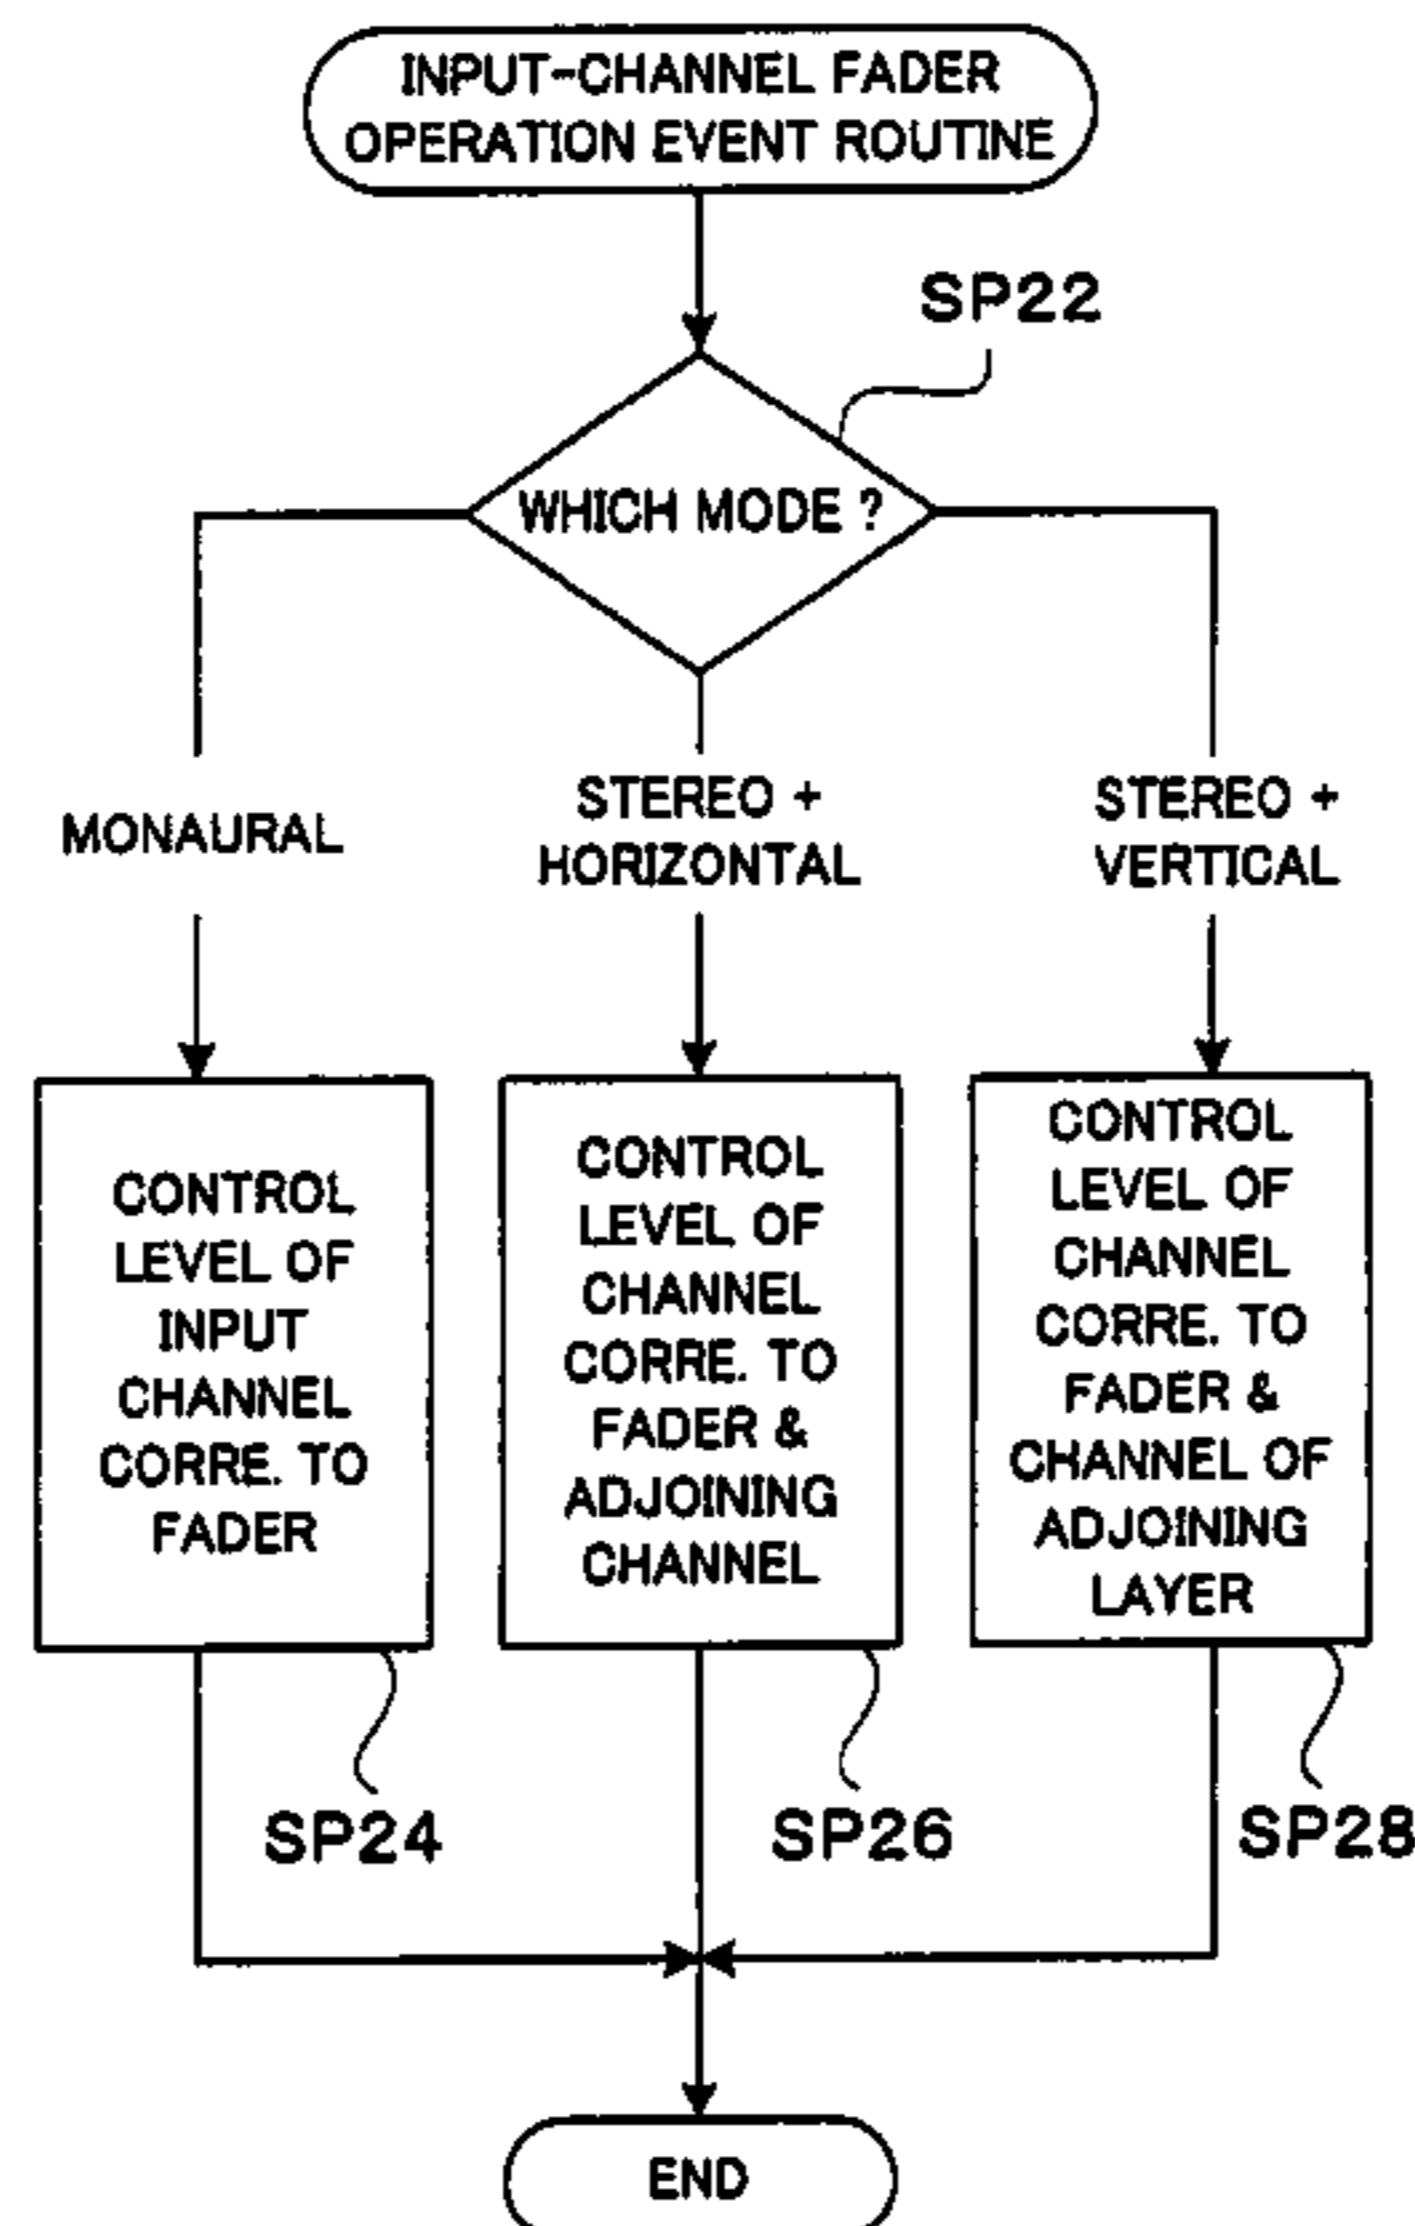 INPUT-CHANNEL FADER
OPERATION EVENT ROUTINE
SP22
WHICH MODE ?
MONAURAL
STEREO +
HORIZONTAL
STEREO +
VERTICAL
CONTROL
LEVEL OF
INPUT
CHANNEL
CORRE. TO
FADER
CONTROL
LEVEL OF
CHANNEL
CORRE. TO
FADER &
ADJOINING
CHANNEL
CONTROL
LEVEL OF
CHANNEL
CORRE. TO
FADER &
CHANNEL OF
ADJOINING
LAYER
SP24
SP26
SP28
END